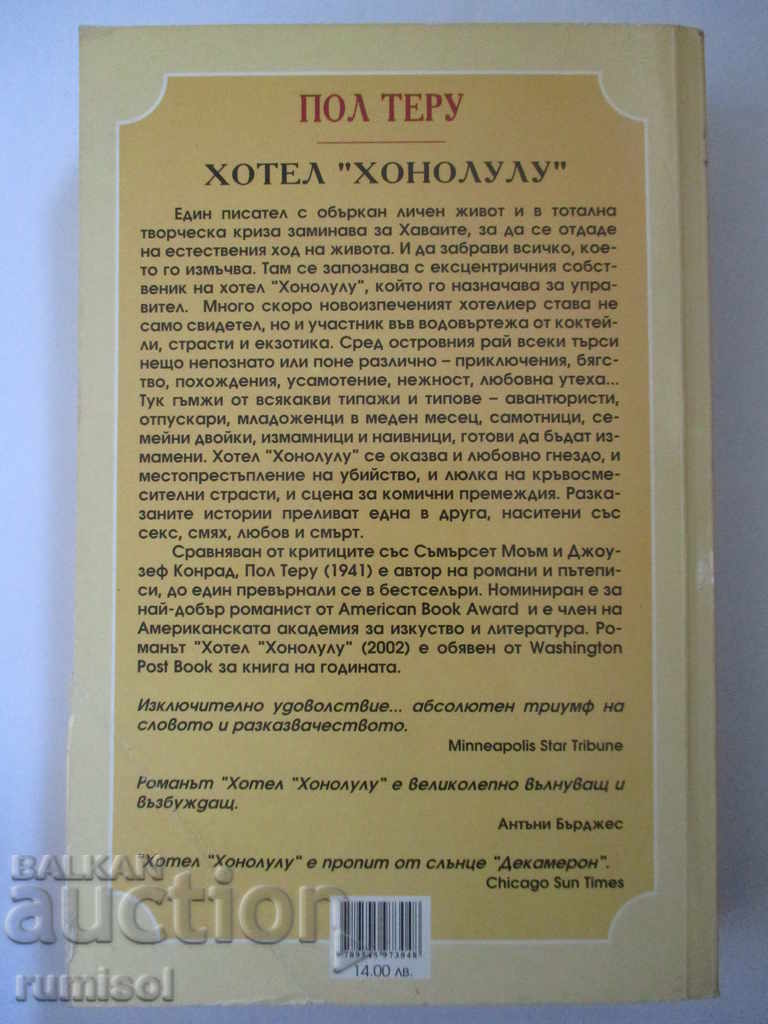 ПОЛ ТЕРУ
ХОТЕЛ "ХОНОЛУЛУ"
Един писател с объркан личен живот и в тотална
творческа криза заминава за Хаваите, за да се отдаде
на естествения ход на живота. И да забрави всичко, кое-
то го измъчва. Там се запознава с ексцентричния собст-
веник на хотел "Хонолулу", който го назначава за упра-
вител. Много скоро новоизпеченият хотелиер става не
само свидетел, но и участник във водовъртежа от коктей-
ли, страсти и екзотика. Сред островния рай всеки търси
нещо непознато или поне различно – приключения, бягс-
тво, похождения, усамотение, нежност, любовна утеха...
Тук гъмжи от всякакви типажи и типове – авантюристи,
отпускари, младоженци в меден месец, самотници, се-
мейни двойки, измамници и наивници, готови да бъдат из-
мамени. Хотел "Хонолулу" се оказва и любовно гнездо, и
местопрестъпление на убийство, и люлка на кръвосме-
сителни страсти, и сцена за комични премеждия. Разка-
заните истории преливат една в друга, наситени със
секс, смях, любов и смърт.
Сравняван от критиците със Съмърсет Моъм и Джоу-
зеф Конрад, Пол Теру (1941) е автор на романи и пътепи-
си, до един превърнали се в бестселъри. Номиниран е за
най-добър романист от American Book Award и е член на
Американската академия за изкуство и литература. Ро-
манът "Хотел "Хонолулу" (2002) е обявен от Washington
Post Book за книга на годината.
Изключително удоволствие... абсолютен триумф на
словото и разказвачеството.
Minneapolis Star Tribune
Романът "Хотел "Хонолулу" е великолепно вълнуващ и
възбуждащ.
Антъни Бърджес
"Хотел "Хонолулу" е пропит от слънце "Декамерон".
Chicago Sun Times
BALKAN
auction
9 789545 973848
14.00 лв.
rumisol